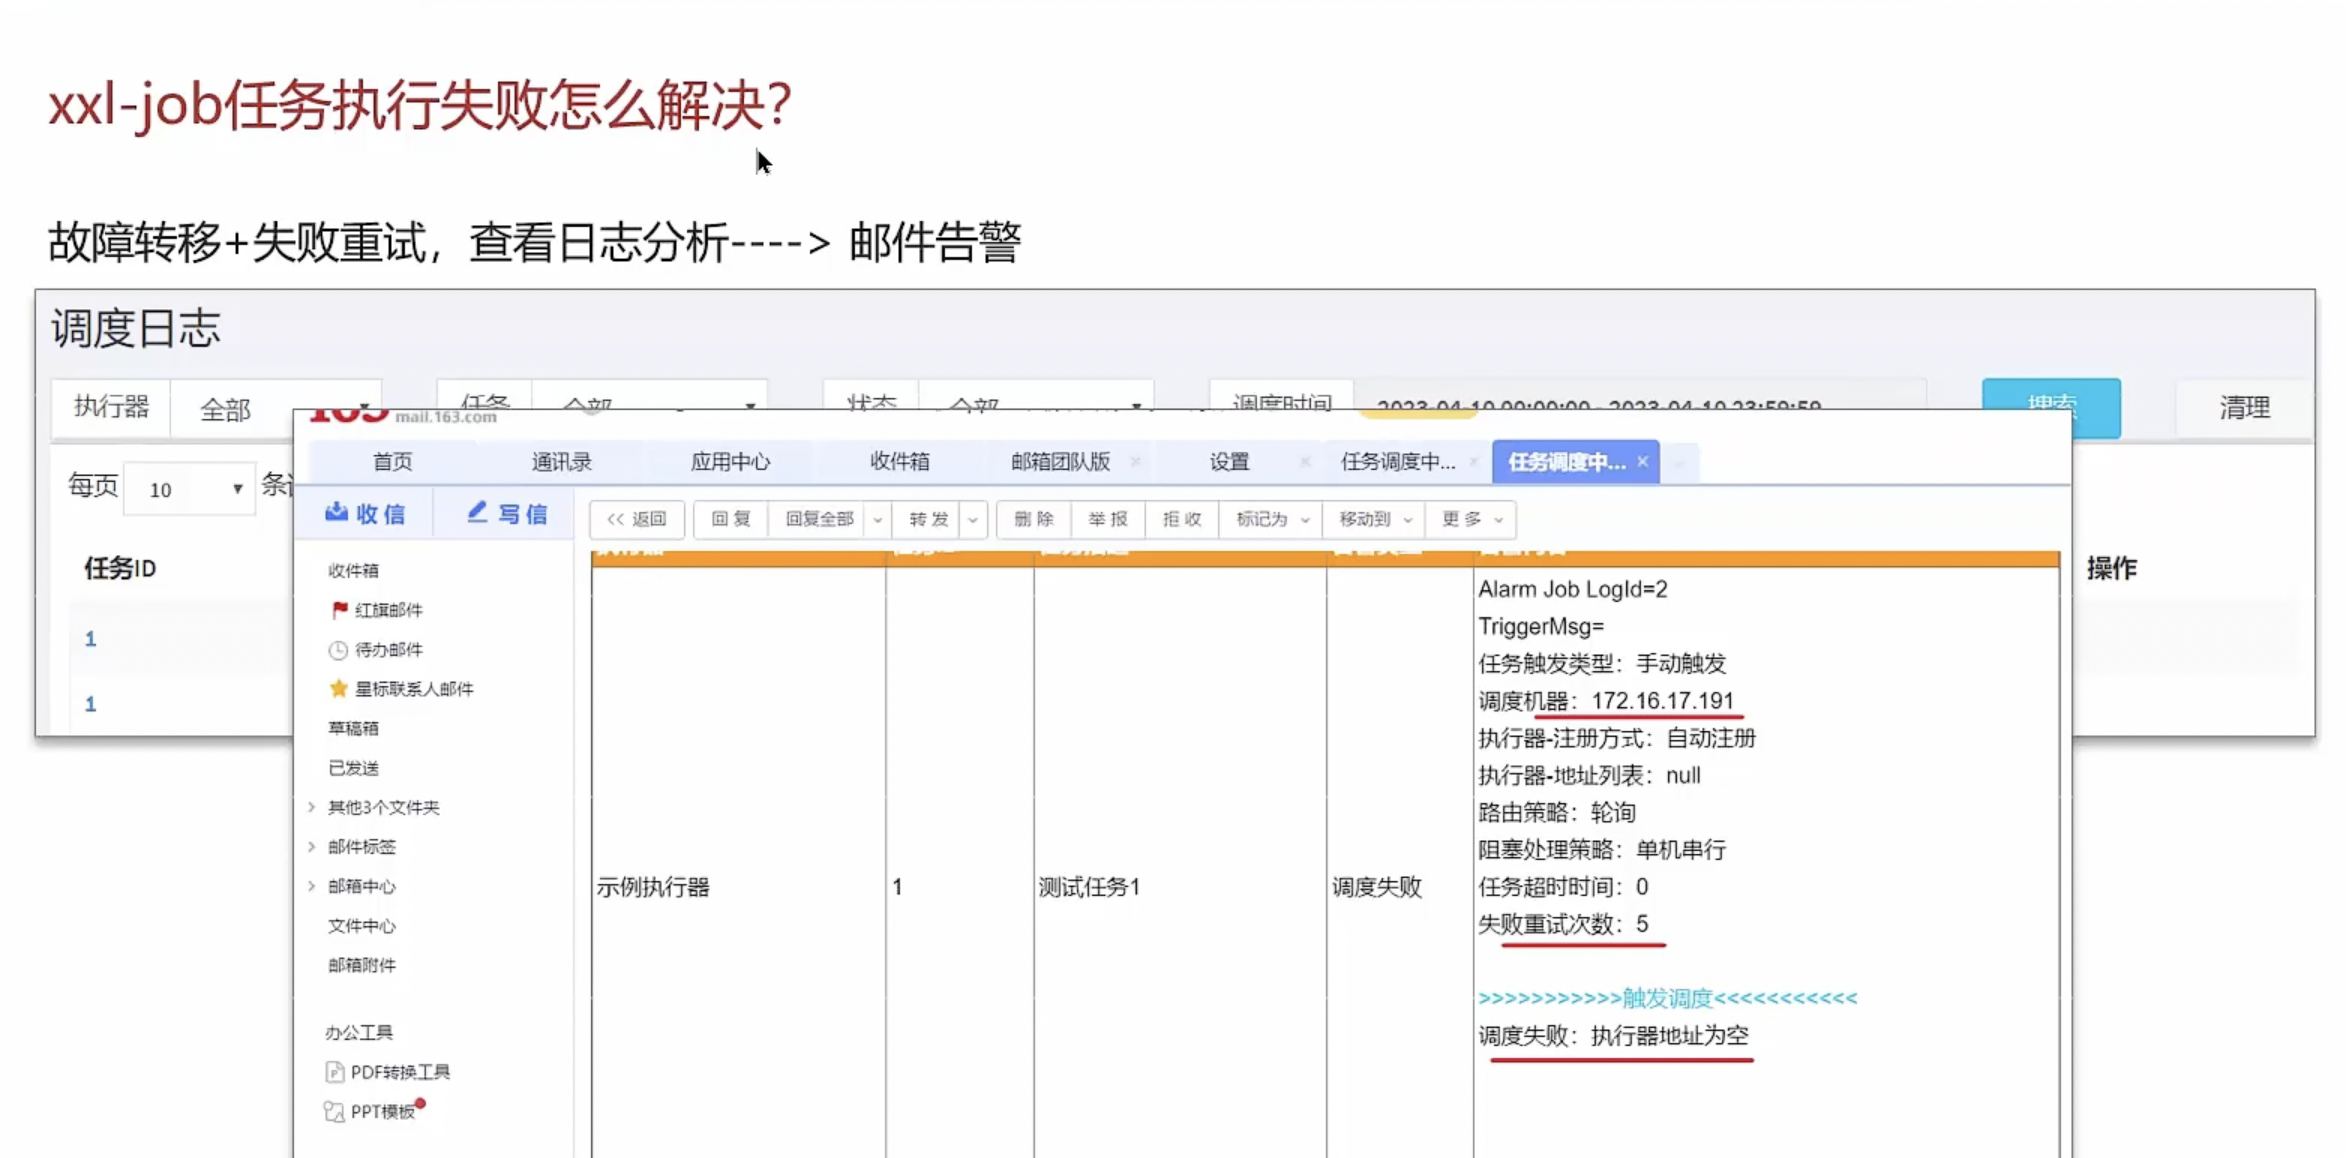 xxl-job任务执行失败怎么解决?
故障转移+失败重试，查看日志分析----> 邮件告警
调度日志
执行器 全部 任务 全部 状态 全部 调度时间 2023-04-10 00:00:00 - 2023-04-10 23:59:59 搜索 清理
mail.163.com
首页 通讯录 应用中心 收件箱 邮箱团队版 设置 任务调度中... 任务调度中...
每页 10
收信 写信 << 返回 回复 回复全部 转发 删除 举报 拒收 标记为 移动到 更多
任务ID
操作
1
1
收件箱
红旗邮件
待办邮件
星标联系人邮件
草稿箱
已发送
其他3个文件夹
邮件标签
邮箱中心
文件中心
邮箱附件
办公工具
PDF转换工具
PPT模板
示例执行器 1 测试任务1 调度失败
Alarm Job LogId=2
TriggerMsg=
任务触发类型：手动触发
调度机器：172.16.17.191
执行器-注册方式：自动注册
执行器-地址列表：null
路由策略：轮询
阻塞处理策略：单机串行
任务超时时间：0
失败重试次数：5
>>>>>>>>>>>触发调度<<<<<<<<<<<
调度失败：执行器地址为空